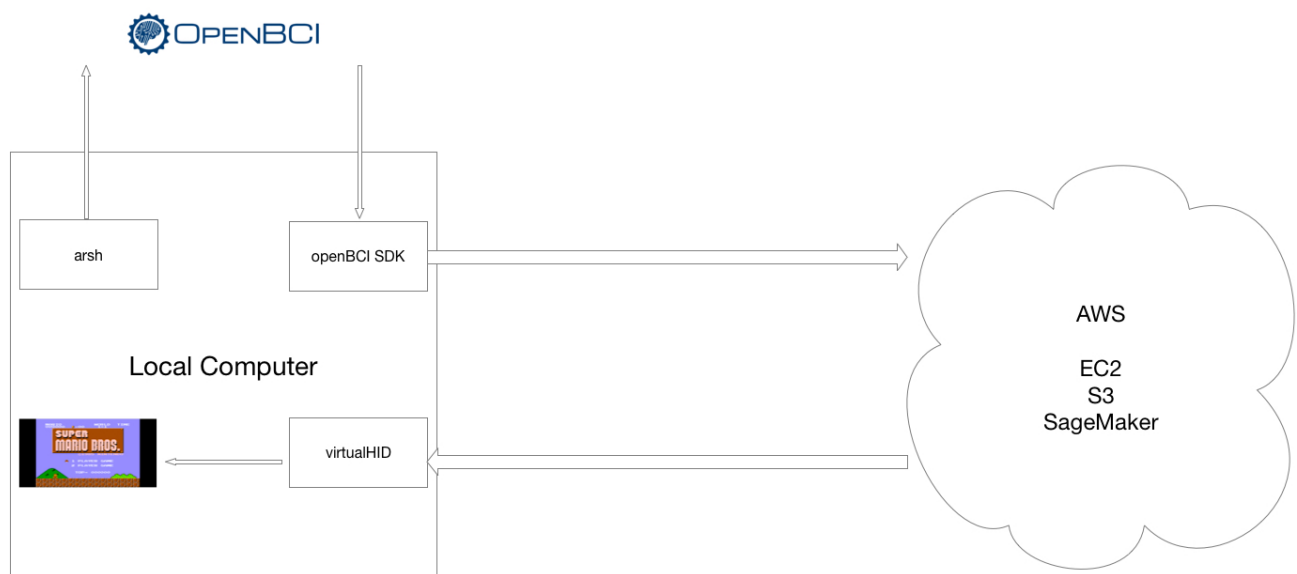 OPENBCI
arsh
openBCI SDK
Local Computer
AWS
EC2
S3
SageMaker
SUPER
MARIO BROS.
virtualHID